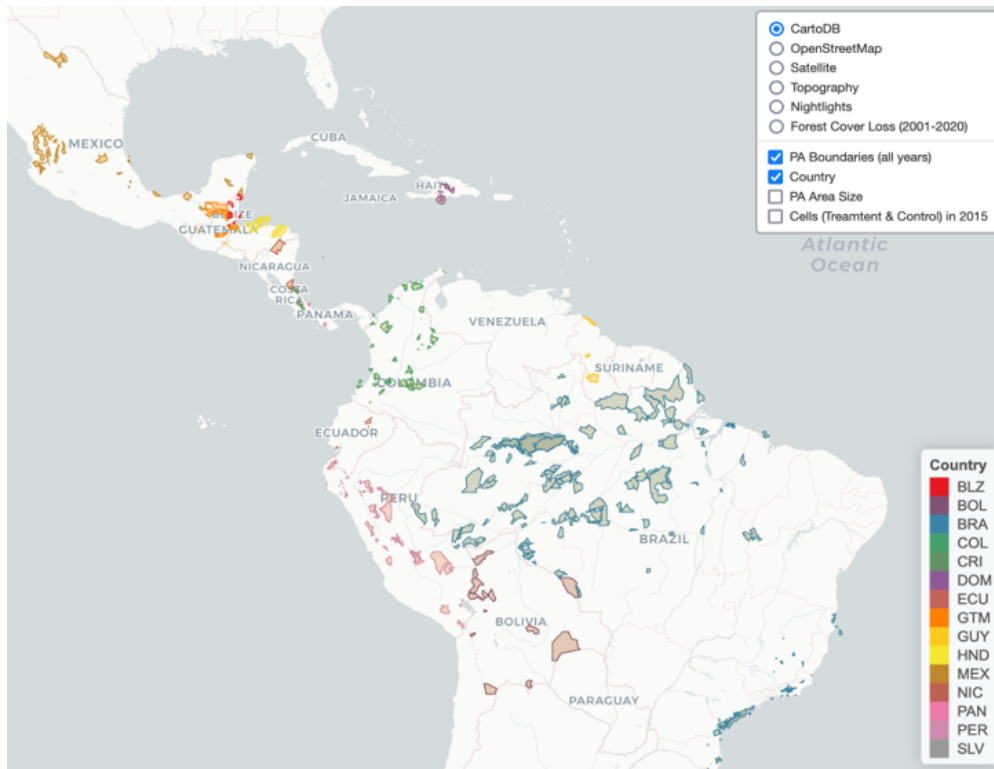 CartoDB
OpenStreetMap
Satellite
Topography
Nightlights
Forest Cover Loss (2001-2020)
PA Boundaries (all years)
Country
PA Area Size
Cells (Treamtent & Control) in 2015
MEXICO
CUBA
HAITI
JAMAICA
BELIZE
GUATEMALA
NICARAGUA
COSTA
RICA
PANAMA
Atlantic
Ocean
VENEZUELA
SURINAME
COLOMBIA
ECUADOR
PERU
BRAZIL
BOLIVIA
PARAGUAY
Country
BLZ
BOL
BRA
COL
CRI
DOM
ECU
GTM
GUY
HND
MEX
NIC
PAN
PER
SLV